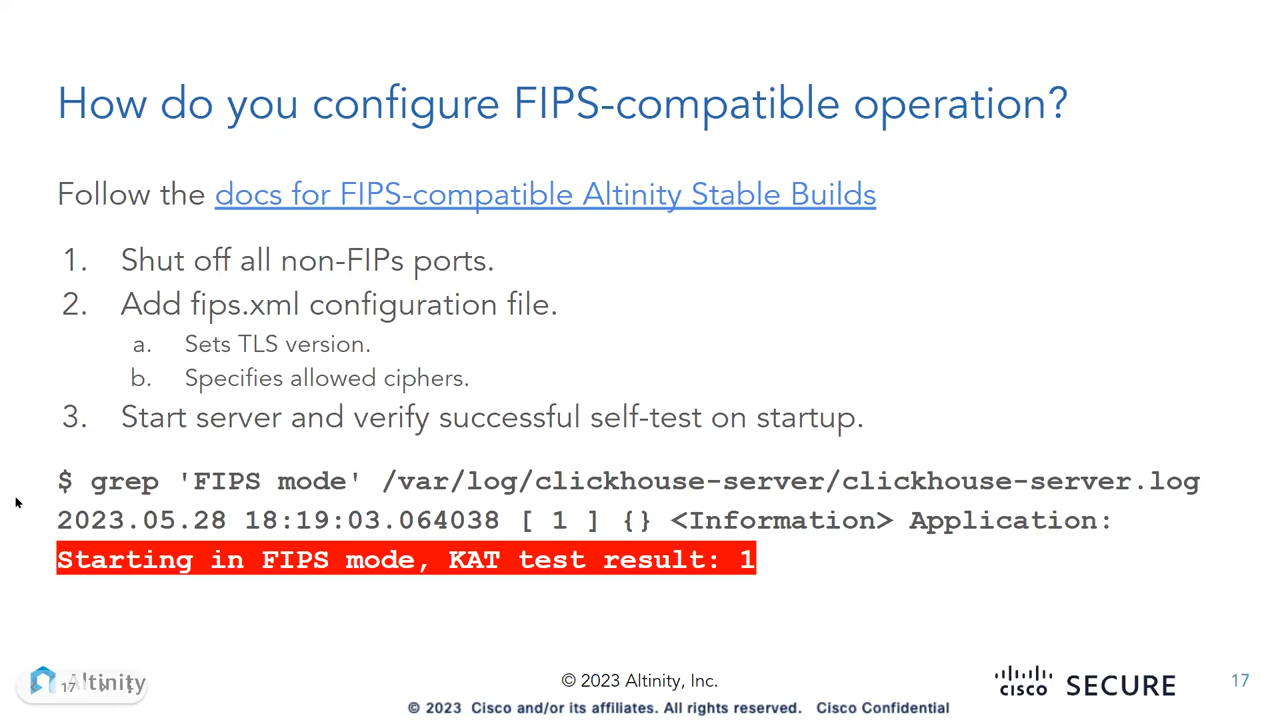 How do you configure FIPS-compatible operation?
Follow the docs for FIPS-compatible Altinity Stable Builds
1. Shut off all non-FIPs ports.
2. Add fips.xml configuration file.
a. Sets TLS version.
b. Specifies allowed ciphers.
3. Start server and verify successful self-test on startup.
$ grep 'FIPS mode' /var/log/clickhouse-server/clickhouse-server.log
2023.05.28 18:19:03.064038 [ 1 ] {} <Information> Application:
Starting in FIPS mode, KAT test result: 1
17
Altinity
© 2023 Altinity, Inc.
CISCO SECURE
17
© 2023 Cisco and/or its affiliates. All rights reserved. Cisco Confidential